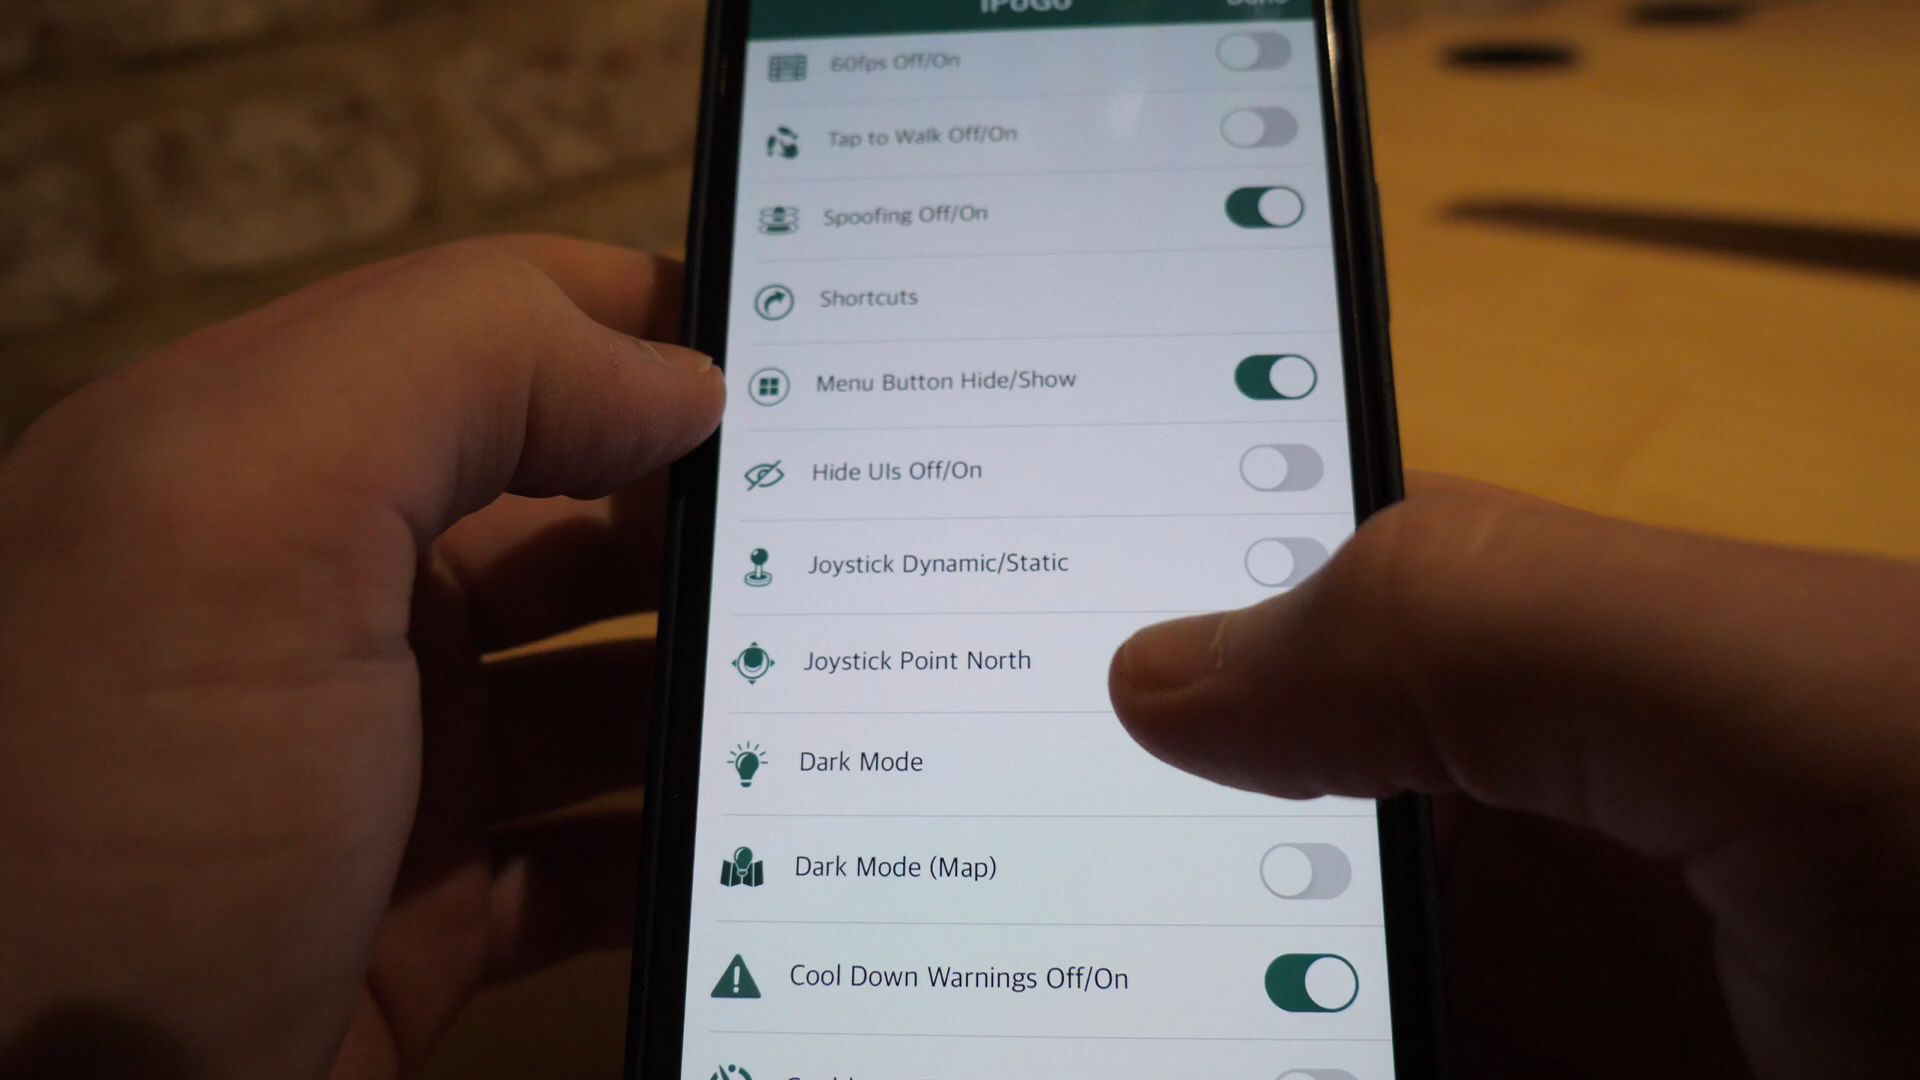 iPoGo
Done
60fps Off/On
Tap to Walk Off/On
Spoofing Off/On
Shortcuts
Menu Button Hide/Show
Hide UIs Off/On
Joystick Dynamic/Static
Joystick Point North
Dark Mode
Dark Mode (Map)
Cool Down Warnings Off/On